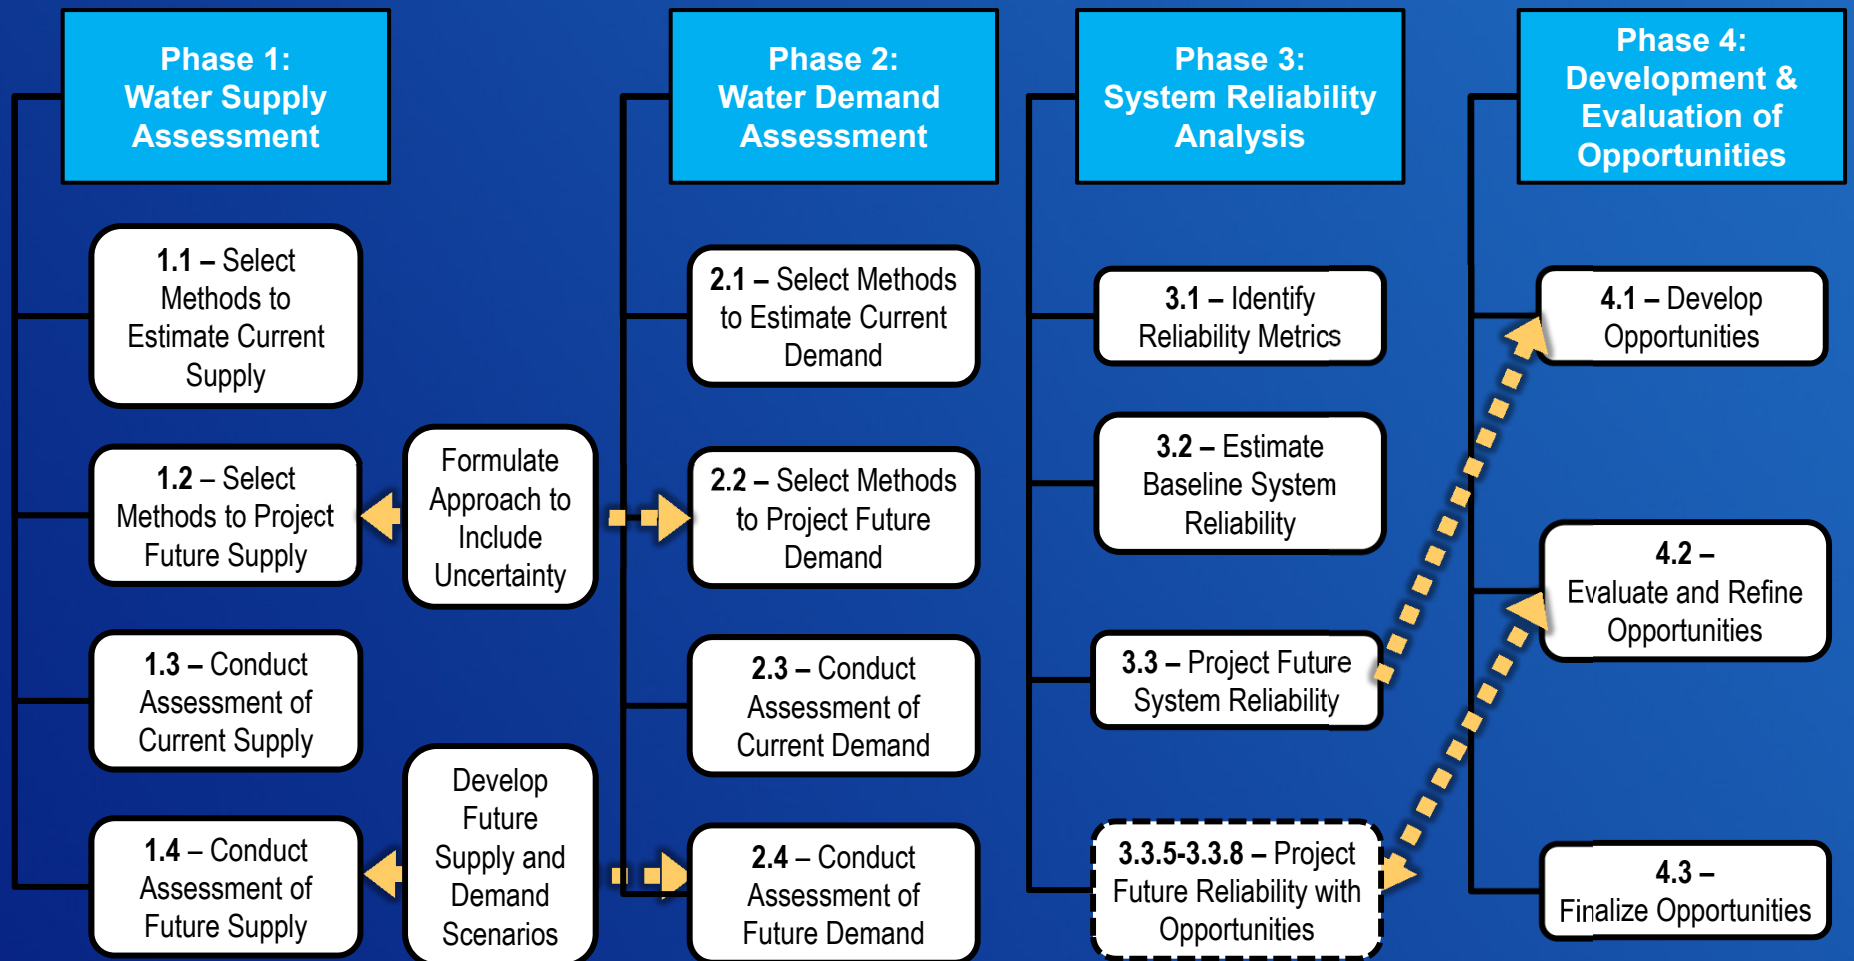 Phase 1:
Water Supply
Assessment
1.1 – Select
Methods to
Estimate Current
Supply
1.2 – Select
Methods to Project
Future Supply
1.3 – Conduct
Assessment of
Current Supply
1.4 – Conduct
Assessment of
Future Supply
Formulate
Approach to
Include
Uncertainty
Develop
Future
Supply and
Demand
Scenarios
Phase 2:
Water Demand
Assessment
2.1 – Select Methods
to Estimate Current
Demand
2.2 – Select Methods
to Project Future
Demand
2.3 – Conduct
Assessment of
Current Demand
2.4 – Conduct
Assessment of
Future Demand
Phase 3:
System Reliability
Analysis
3.1 – Identify
Reliability Metrics
3.2 – Estimate
Baseline System
Reliability
3.3 – Project Future
System Reliability
3.3.5-3.3.8 – Project
Future Reliability with
Opportunities
Phase 4:
Development &
Evaluation of
Opportunities
4.1 – Develop
Opportunities
4.2 –
Evaluate and Refine
Opportunities
4.3 –
Finalize Opportunities